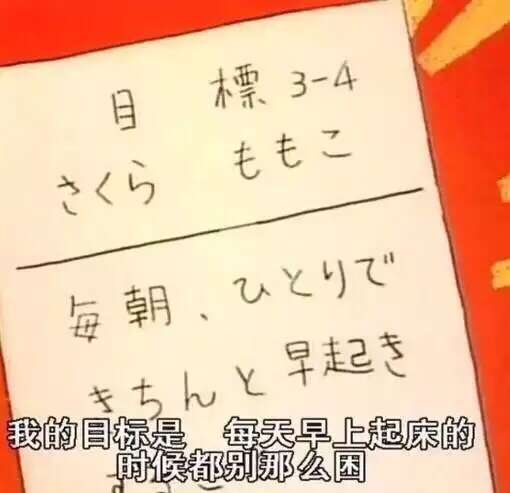 目標 3-4
さくら ももこ
毎朝、ひとりで
きちんと早起き
我的目标是 每天早上起床的
时候都别那么困